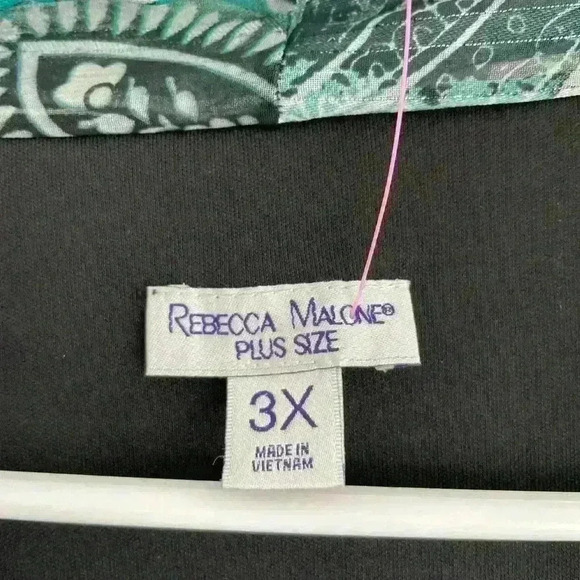 REBECCA MALONE®
PLUS SIZE
3X
MADE IN
VIETNAM